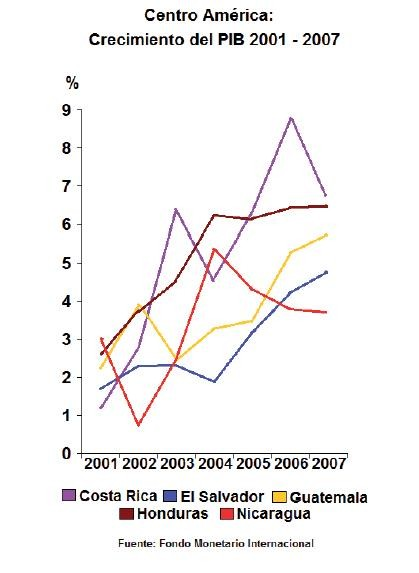 Centro América:
Crecimiento del PIB 2001 - 2007
%
9
8
7
6
5
4
3
2
1
0
2001 2002 2003 2004 2005 2006 2007
Costa Rica El Salvador Guatemala
Honduras Nicaragua
Fuente: Fondo Monetario Internacional